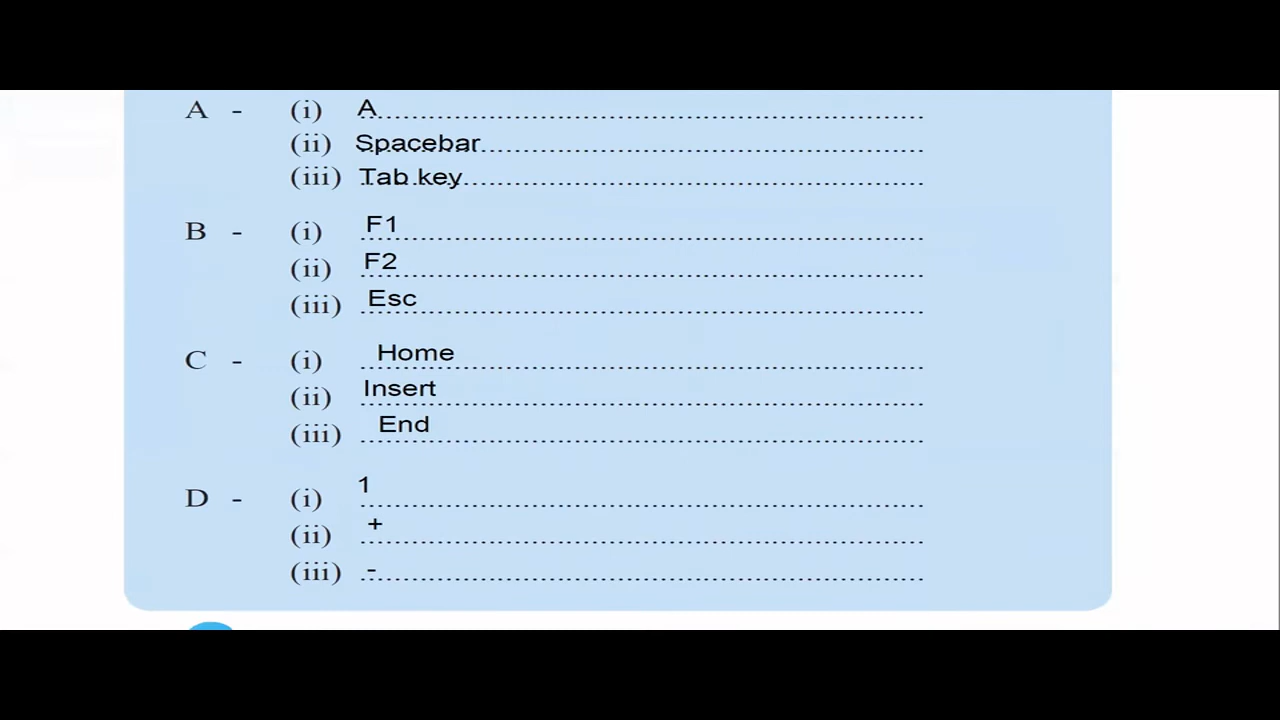 A - (i) A
(ii) Spacebar
(iii) Tab key
B - (i) F1
(ii) F2
(iii) Esc
C - (i) Home
(ii) Insert
(iii) End
D - (i) 1
(ii) +
(iii) -